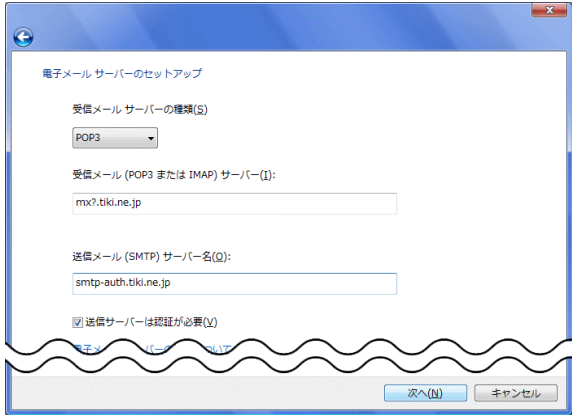 電子メール サーバーのセットアップ
受信メール サーバーの種類(S)
POP3
受信メール (POP3 または IMAP) サーバー(I):
mx?.tiki.ne.jp
送信メール (SMTP) サーバー名(O):
smtp-auth.tiki.ne.jp
送信サーバーは認証が必要(V)
次へ(N) キャンセル